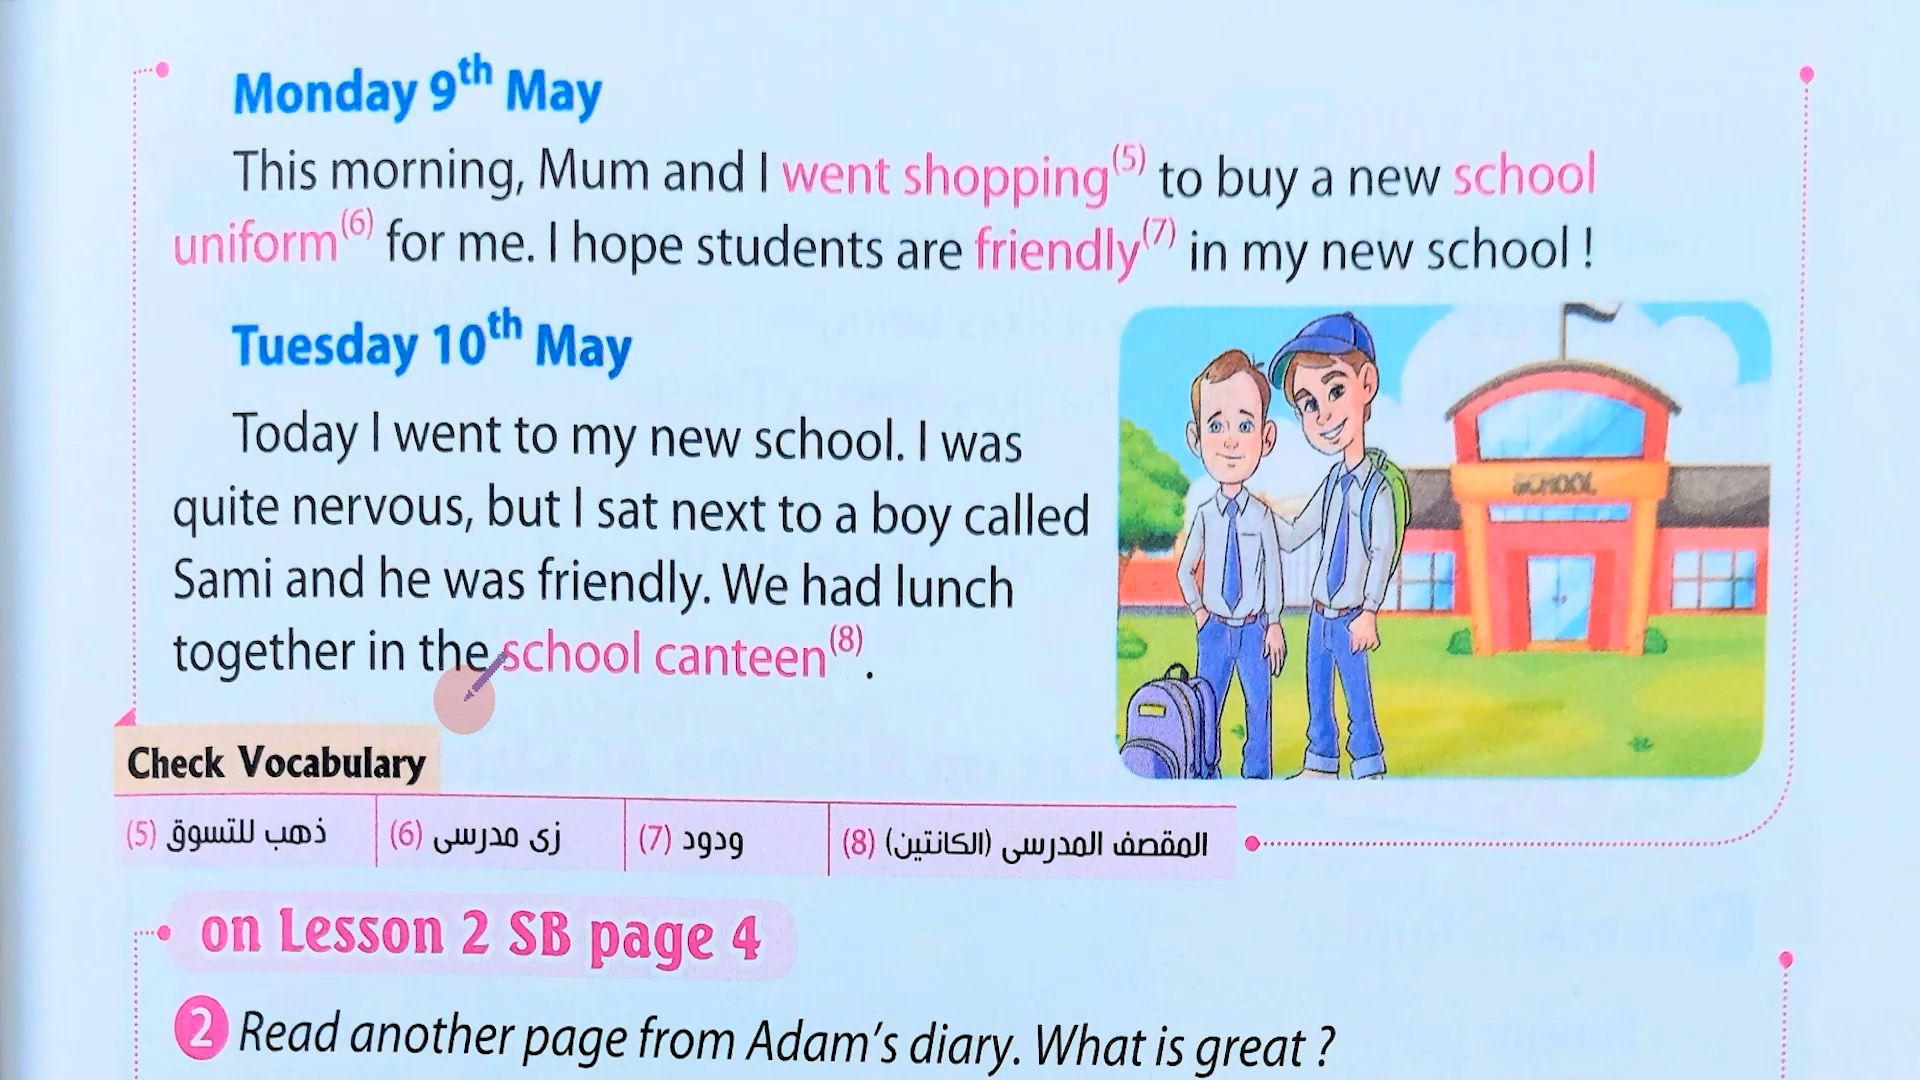 Monday 9th May
This morning, Mum and I went shopping(5) to buy a new school
uniform(6) for me. I hope students are friendly(7) in my new school !
Tuesday 10th May
Today I went to my new school. I was
quite nervous, but I sat next to a boy called
Sami and he was friendly. We had lunch
together in the school canteen(8).
SCHOOL
Check Vocabulary
(5) ذهب للتسوق
(6) زى مدرسى
(7) ودود
(8) المقصف المدرسى (الكانتين)
on Lesson 2 SB page 4
2 Read another page from Adam's diary. What is great ?